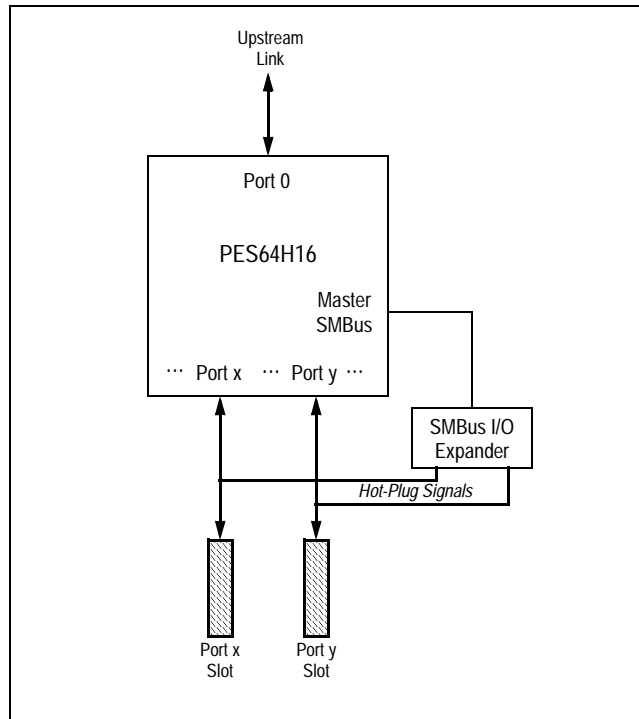 Upstream
Link
Port 0
PES64H16
Master
SMBus
··· Port x ··· Port y ···
SMBus I/O
Expander
Hot-Plug Signals
Port x
Slot
Port y
Slot